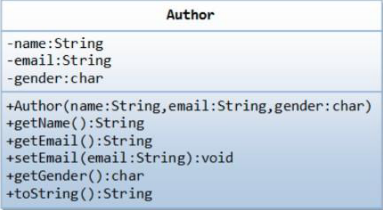 Author
-name:String
-email:String
-gender:char
+Author(name:String,email:String,gender:char)
+getName():String
+getEmail():String
+setEmail(email:String):void
+getGender():char
+toString():String